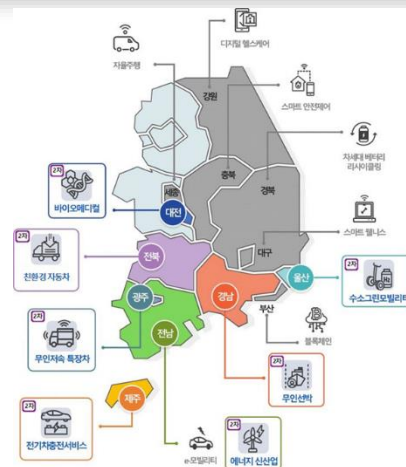 디지털 헬스케어
자율주행
강원
스마트 안전제어
충북
차세대 배터리
리사이클링
2차
바이오메디컬
세종
대전
경북
스마트 웰니스
2차
친환경 자동차
전북
대구
울산
2차
수소그린모빌리티
광주
경남
부산
2차
무인저속 특장차
전남
블록체인
2차
무인선박
2차
전기차충전서비스
제주
e-모빌리티
2차
에너지 신산업